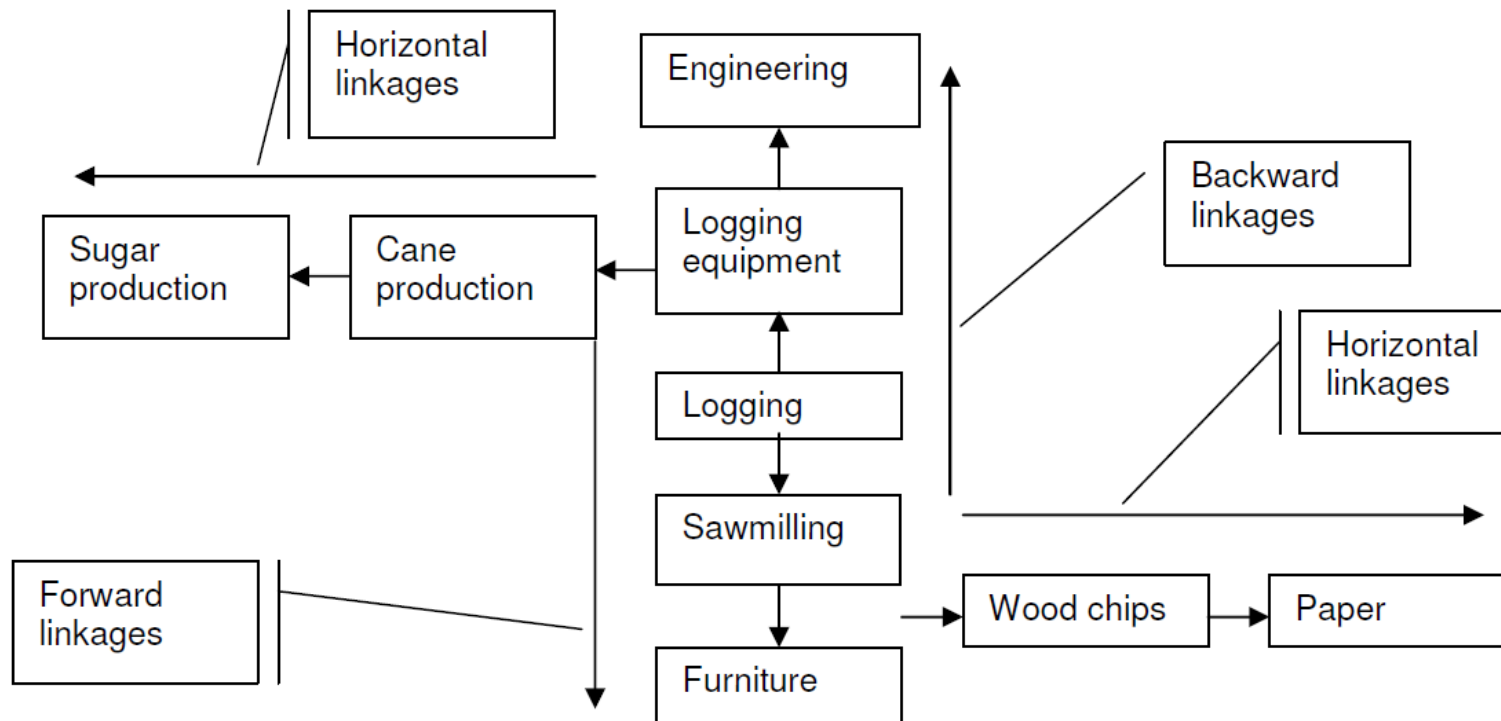 Horizontal
linkages
Engineering
Backward
linkages
Sugar
production
Cane
production
Logging
equipment
Horizontal
linkages
Logging
Sawmilling
Forward
linkages
Wood chips
Paper
Furniture